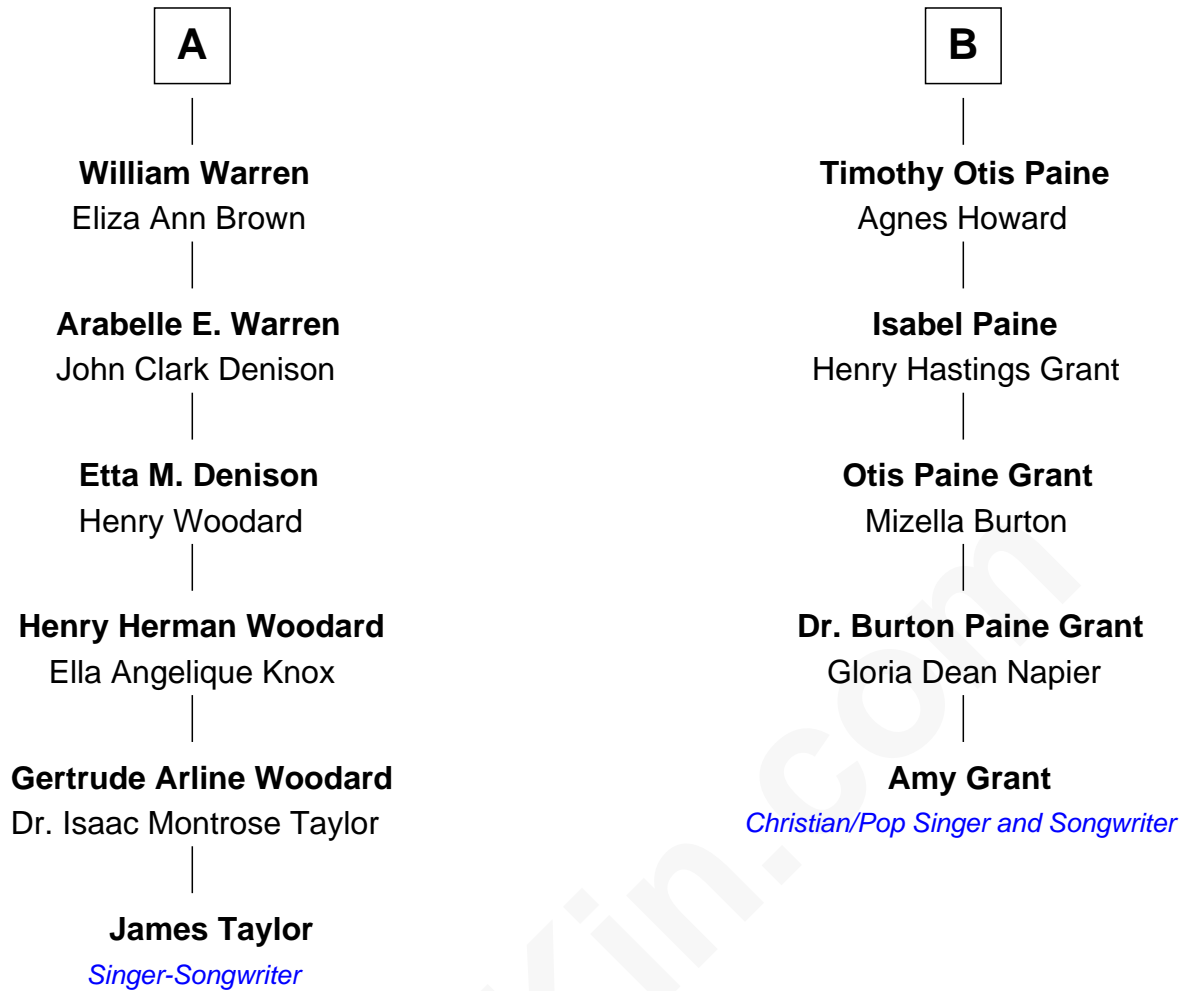 A
William Warren
Eliza Ann Brown
Arabelle E. Warren
John Clark Denison
Etta M. Denison
Henry Woodard
Henry Herman Woodard
Ella Angelique Knox
Gertrude Arline Woodard
Dr. Isaac Montrose Taylor
James Taylor
Singer-Songwriter
B
Timothy Otis Paine
Agnes Howard
Isabel Paine
Henry Hastings Grant
Otis Paine Grant
Mizella Burton
Dr. Burton Paine Grant
Gloria Dean Napier
Amy Grant
Christian/Pop Singer and Songwriter
Kin.com